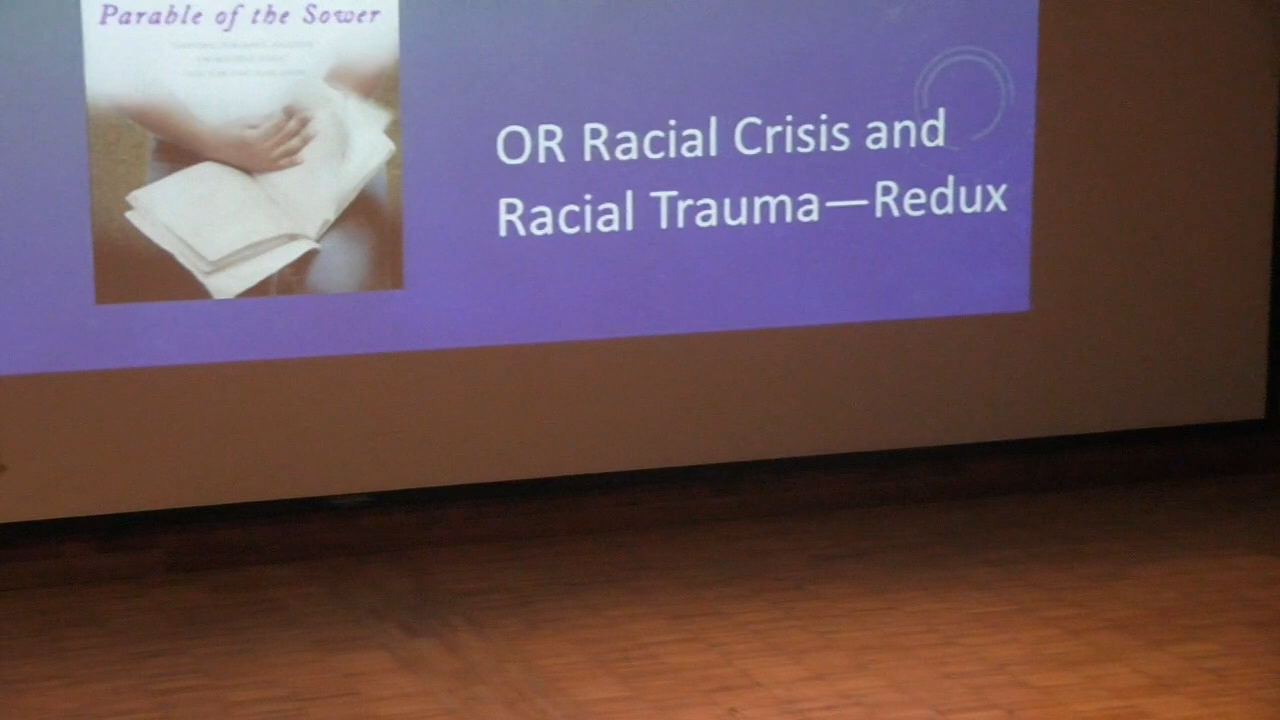 Parable of the Sower
OR Racial Crisis and
Racial Trauma—Redux